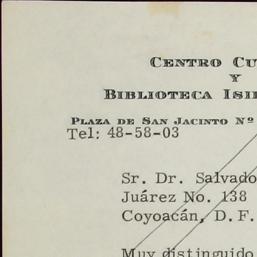 CENTRO CU
Y
BIBLIOTECA ISI
PLAZA DE SAN JACINTO Nº
Tel: 48-58-03
Sr. Dr. Salvado
Juárez No. 138
Coyoacán, D. F.
Muy distinguido